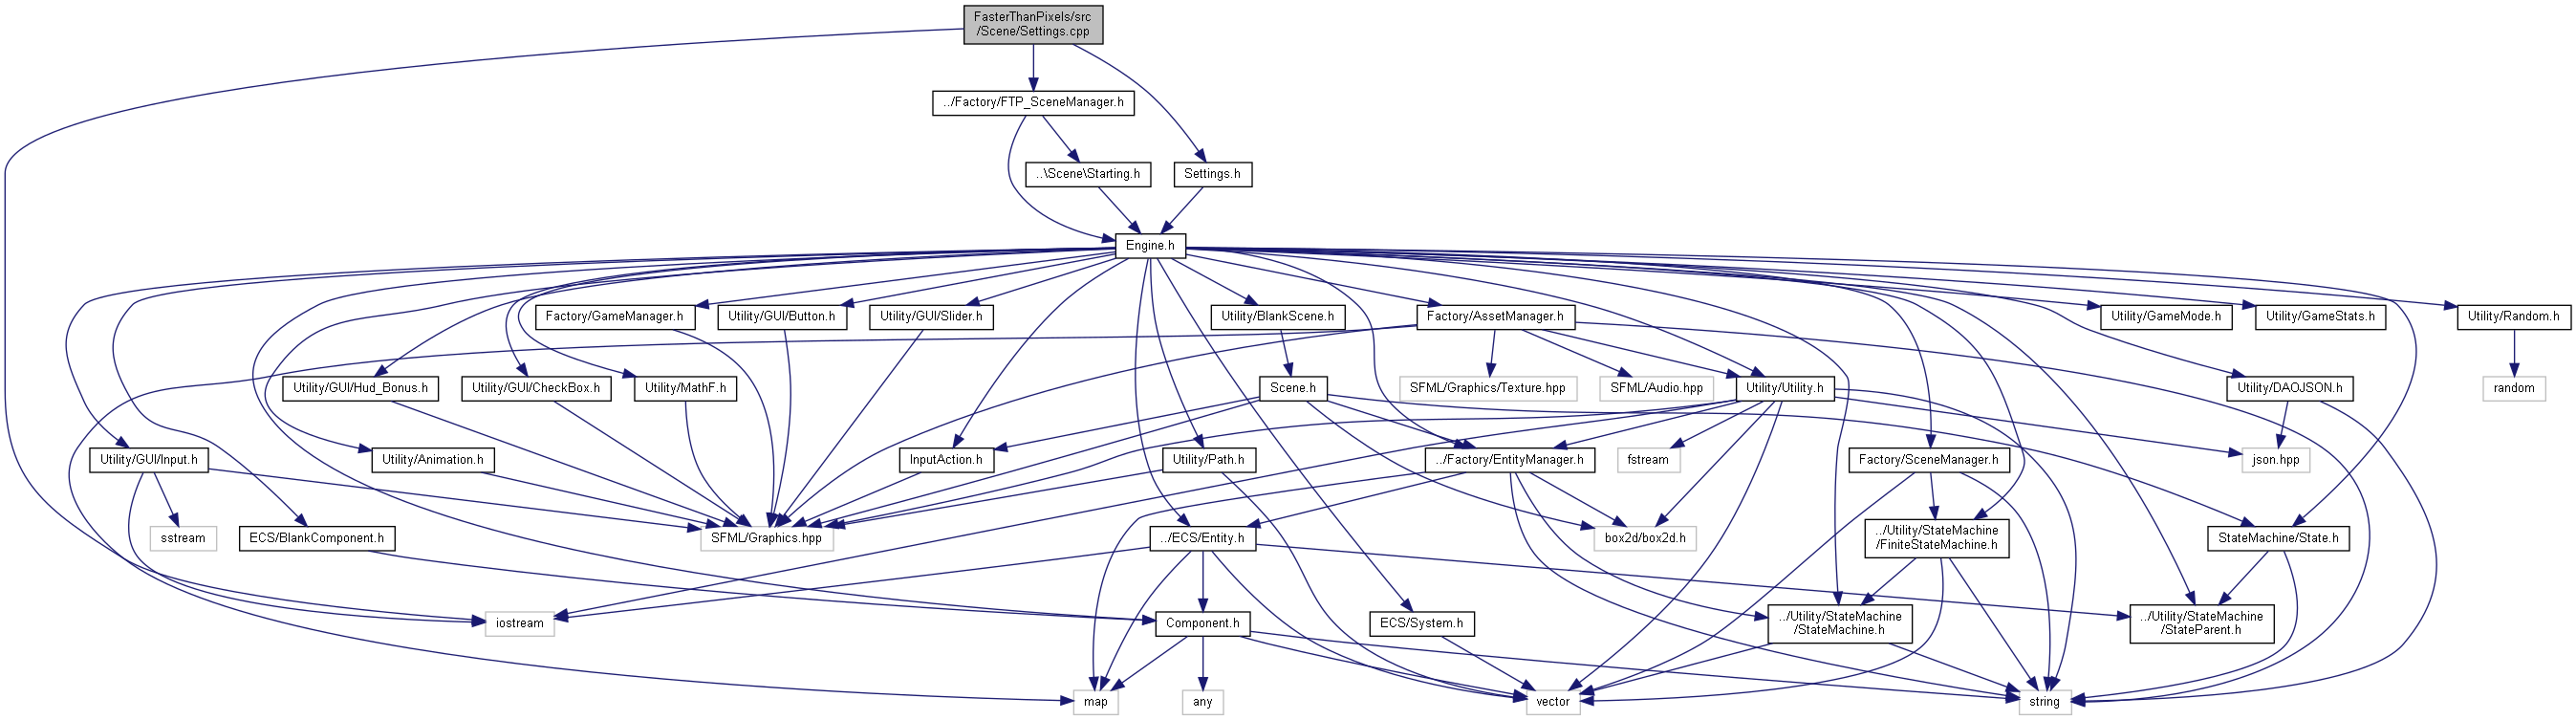 FasterThanPixels/src
/Scene/Settings.cpp
../Factory/FTP_SceneManager.h
..\Scene\Starting.h
Settings.h
Engine.h
Factory/GameManager.h
Utility/GUI/Button.h
Utility/GUI/Slider.h
Utility/BlankScene.h
Factory/AssetManager.h
Utility/GameMode.h
Utility/GameStats.h
Utility/Random.h
Utility/GUI/Hud_Bonus.h
Utility/GUI/CheckBox.h
Utility/MathF.h
Scene.h
SFML/Graphics/Texture.hpp
SFML/Audio.hpp
Utility/Utility.h
Utility/DAOJSON.h
random
Utility/GUI/Input.h
Utility/Animation.h
InputAction.h
Utility/Path.h
../Factory/EntityManager.h
fstream
Factory/SceneManager.h
json.hpp
sstream
ECS/BlankComponent.h
SFML/Graphics.hpp
../ECS/Entity.h
box2d/box2d.h
../Utility/StateMachine
/FiniteStateMachine.h
StateMachine/State.h
iostream
Component.h
ECS/System.h
../Utility/StateMachine
/StateMachine.h
../Utility/StateMachine
/StateParent.h
map
any
vector
string